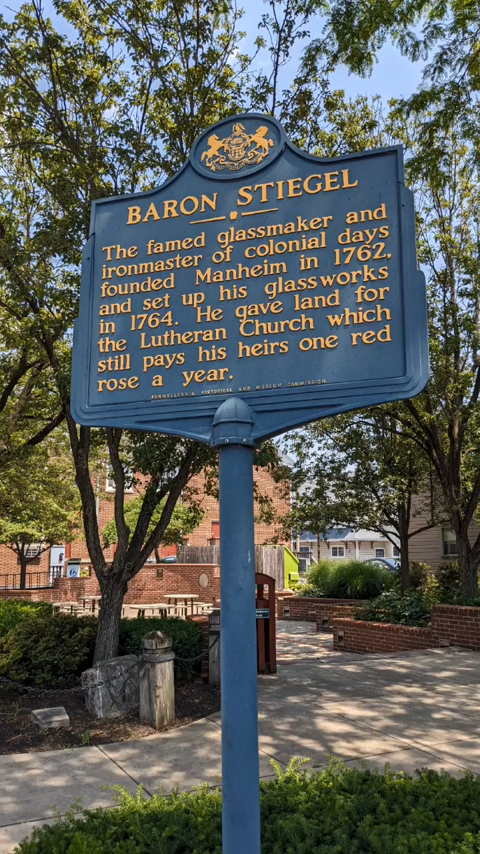 BARON STIEGEL
The famed glassmaker and
ironmaster of colonial days
founded Manheim in 1762,
and set up his glassworks
in 1764. He gave land for
the Lutheran Church which
still pays his heirs one red
rose a year.
PENNSYLVANIA HISTORICAL AND MUSEUM COMMISSION